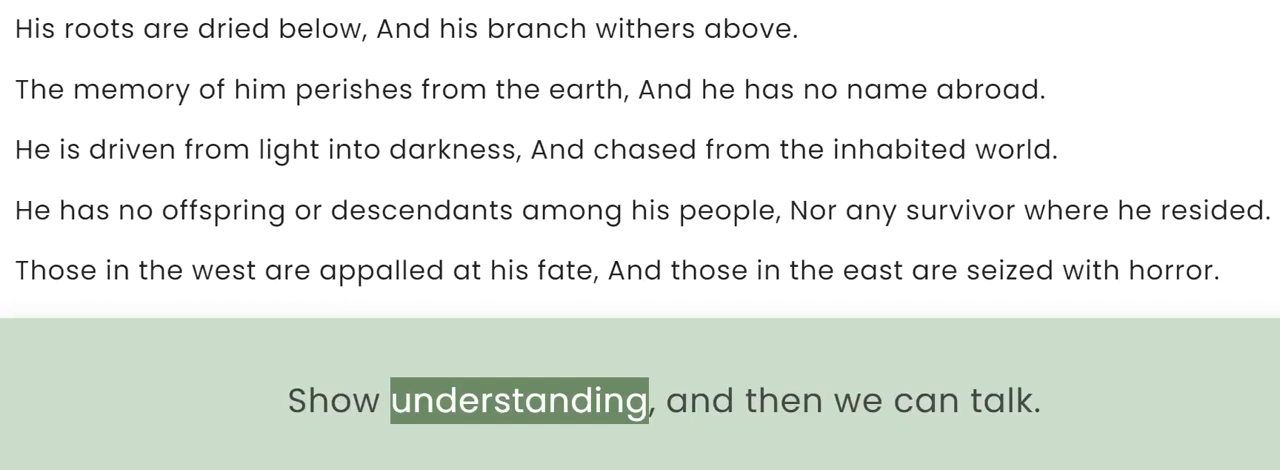 His roots are dried below, And his branch withers above.
The memory of him perishes from the earth, And he has no name abroad.
He is driven from light into darkness, And chased from the inhabited world.
He has no offspring or descendants among his people, Nor any survivor where he resided.
Those in the west are appalled at his fate, And those in the east are seized with horror.
Show understanding, and then we can talk.